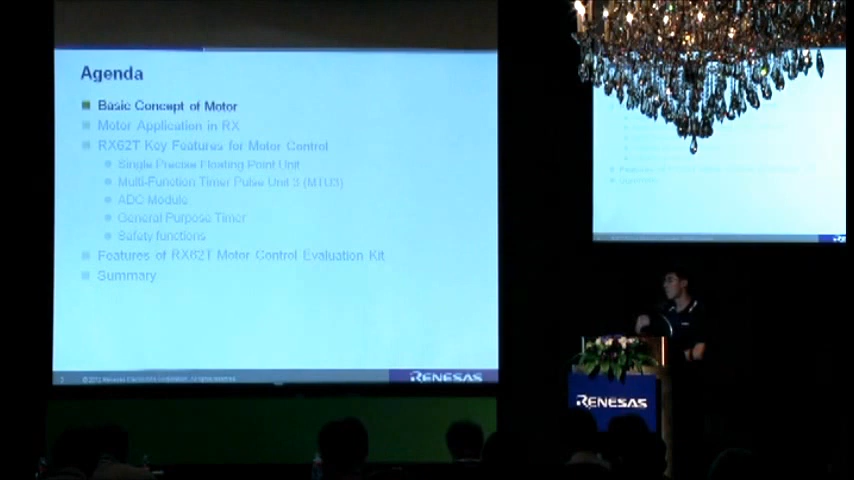 Agenda
Basic Concept of Motor
Motor Application in RX
RX62T Key Features for Motor Control
Single Precise Floating Point Unit
Multi-Function Timer Pulse Unit 3 (MTU3)
ADC Module
General Purpose Timer
Safety functions
Features of RX62T Motor Control Evaluation Kit
Summary
RENESAS
RENESAS